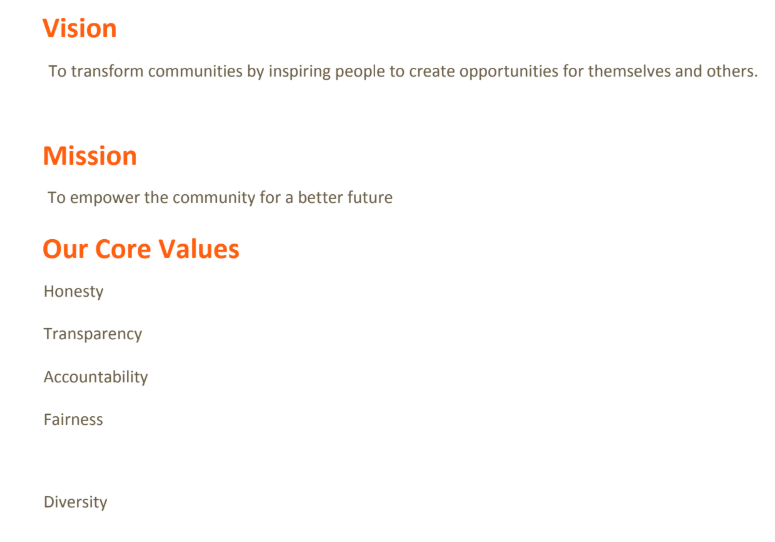 Vision
To transform communities by inspiring people to create opportunities for themselves and others.
Mission
To empower the community for a better future
Our Core Values
Honesty
Transparency
Accountability
Fairness
Diversity